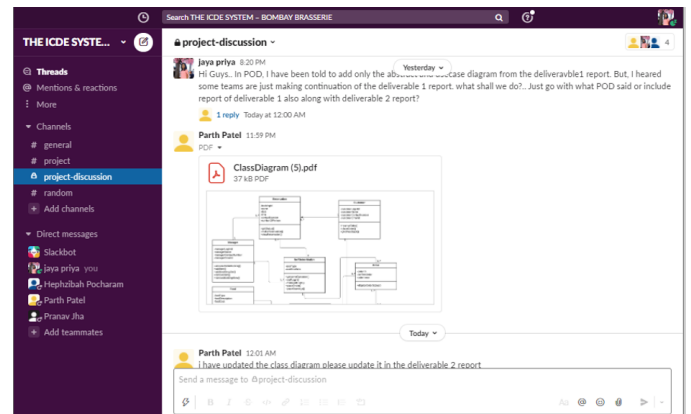 Search THE ICDE SYSTEM – BOMBAY BRASSERIE
THE ICDE SYSTE...
Threads
Mentions & reactions
More
Channels
# general
# project
project-discussion
# random
+ Add channels
Direct messages
Slackbot
jaya priya you
Hephzibah Pocharam
Parth Patel
Pranav Jha
+ Add teammates
project-discussion
4
Yesterday
jaya priya 8:20 PM
Hi Guys.. In POD, I have been told to add only the abstract and usecase diagram from the deliveravble1 report. But, I heared
some teams are just making continuation of the deliverable 1 report. what shall we do?.. Just go with what POD said or include
report of deliverable 1 also along with deliverable 2 report?
1 reply Today at 12:00 AM
Parth Patel 11:59 PM
PDF
ClassDiagram (5).pdf
37 kB PDF
Today
Parth Patel 12:01 AM
i have updated the class diagram please update it in the deliverable 2 report
Send a message to project-discussion
B I S </>
Aa @